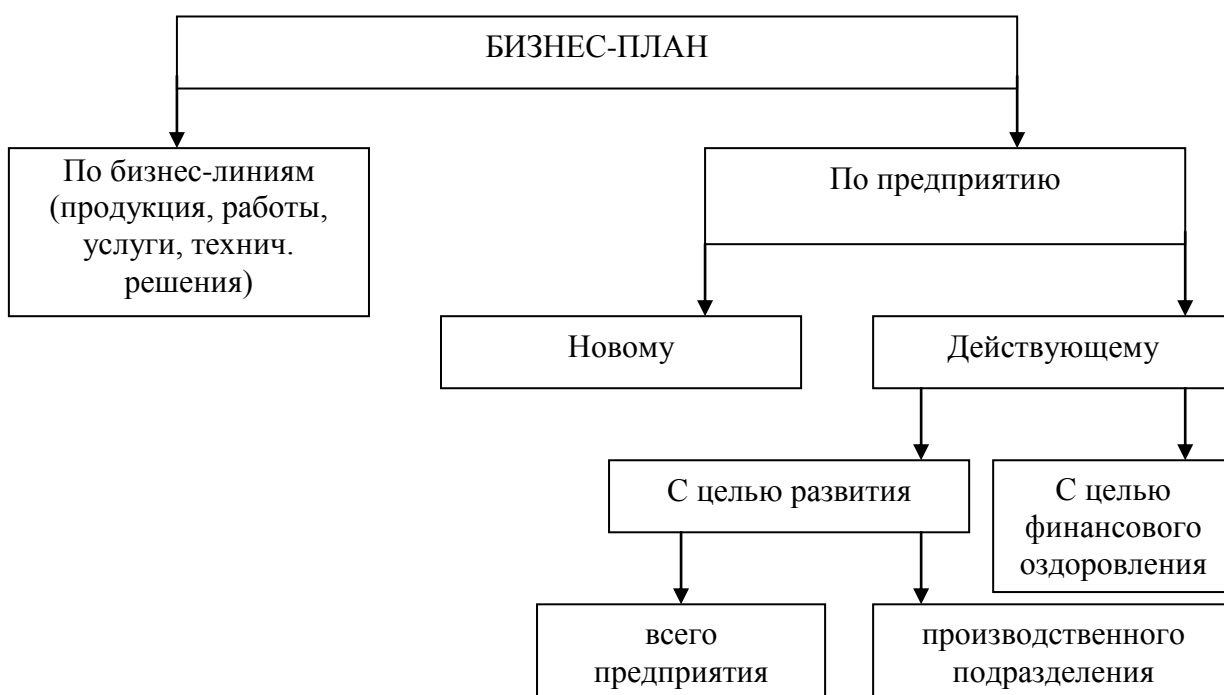 БИЗНЕС-ПЛАН
По бизнес-линиям
(продукция, работы,
услуги, технич.
решения)
По предприятию
Новому
Действующему
С целью развития
С целью
финансового
оздоровления
всего
предприятия
производственного
подразделения